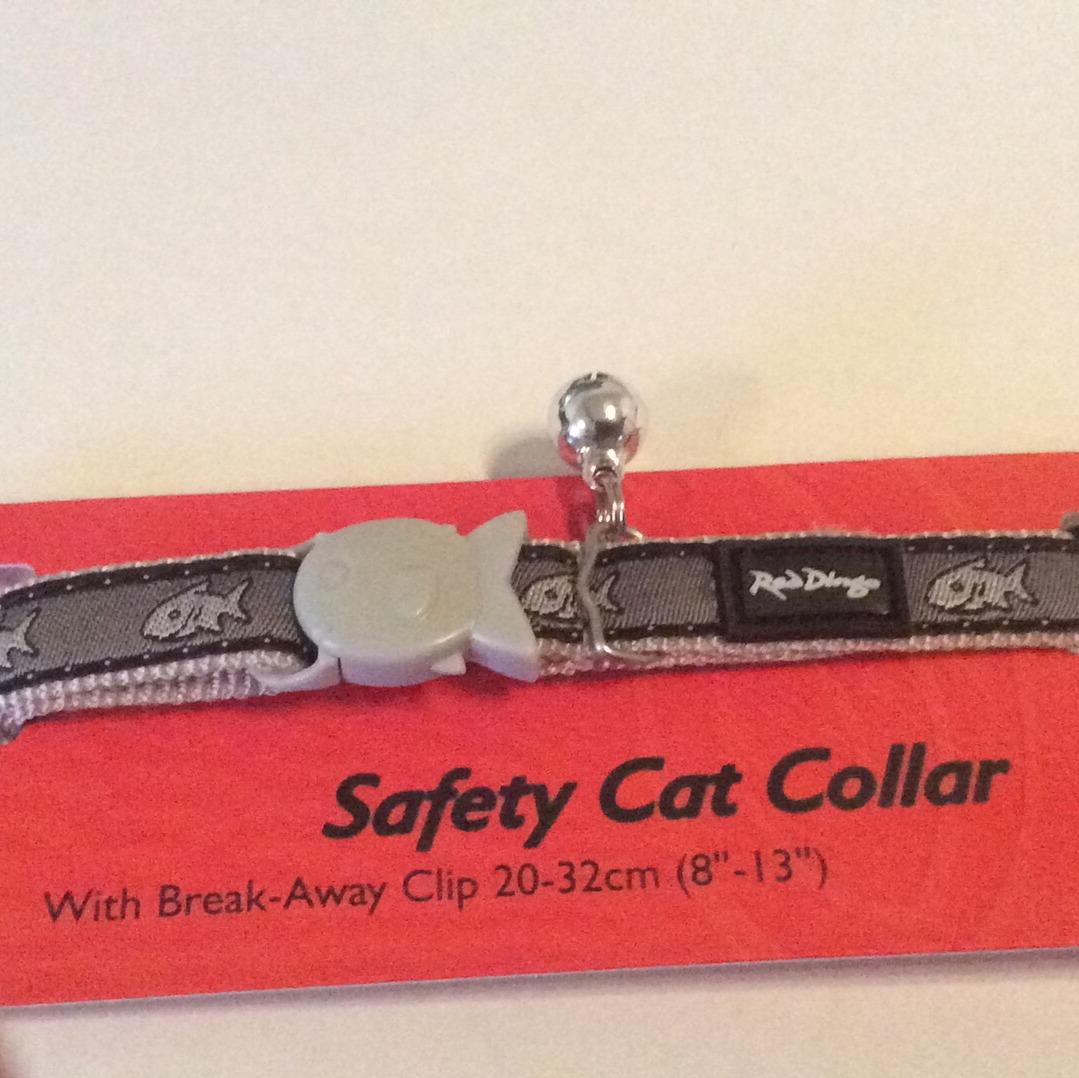 Red Dingo
Safety Cat Collar
With Break-Away Clip 20-32cm (8"-13")